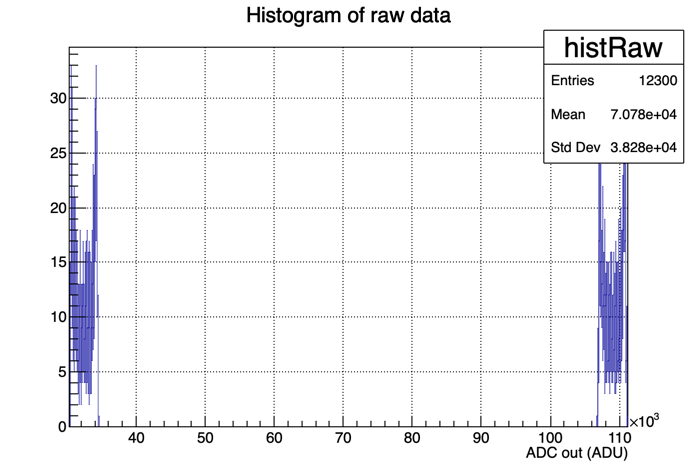 Histogram of raw data
histRaw
Entries 12300
Mean 7.078e+04
Std Dev 3.828e+04
30
25
20
15
10
5
0
40 50 60 70 80 90 100 110
×10³
ADC out (ADU)